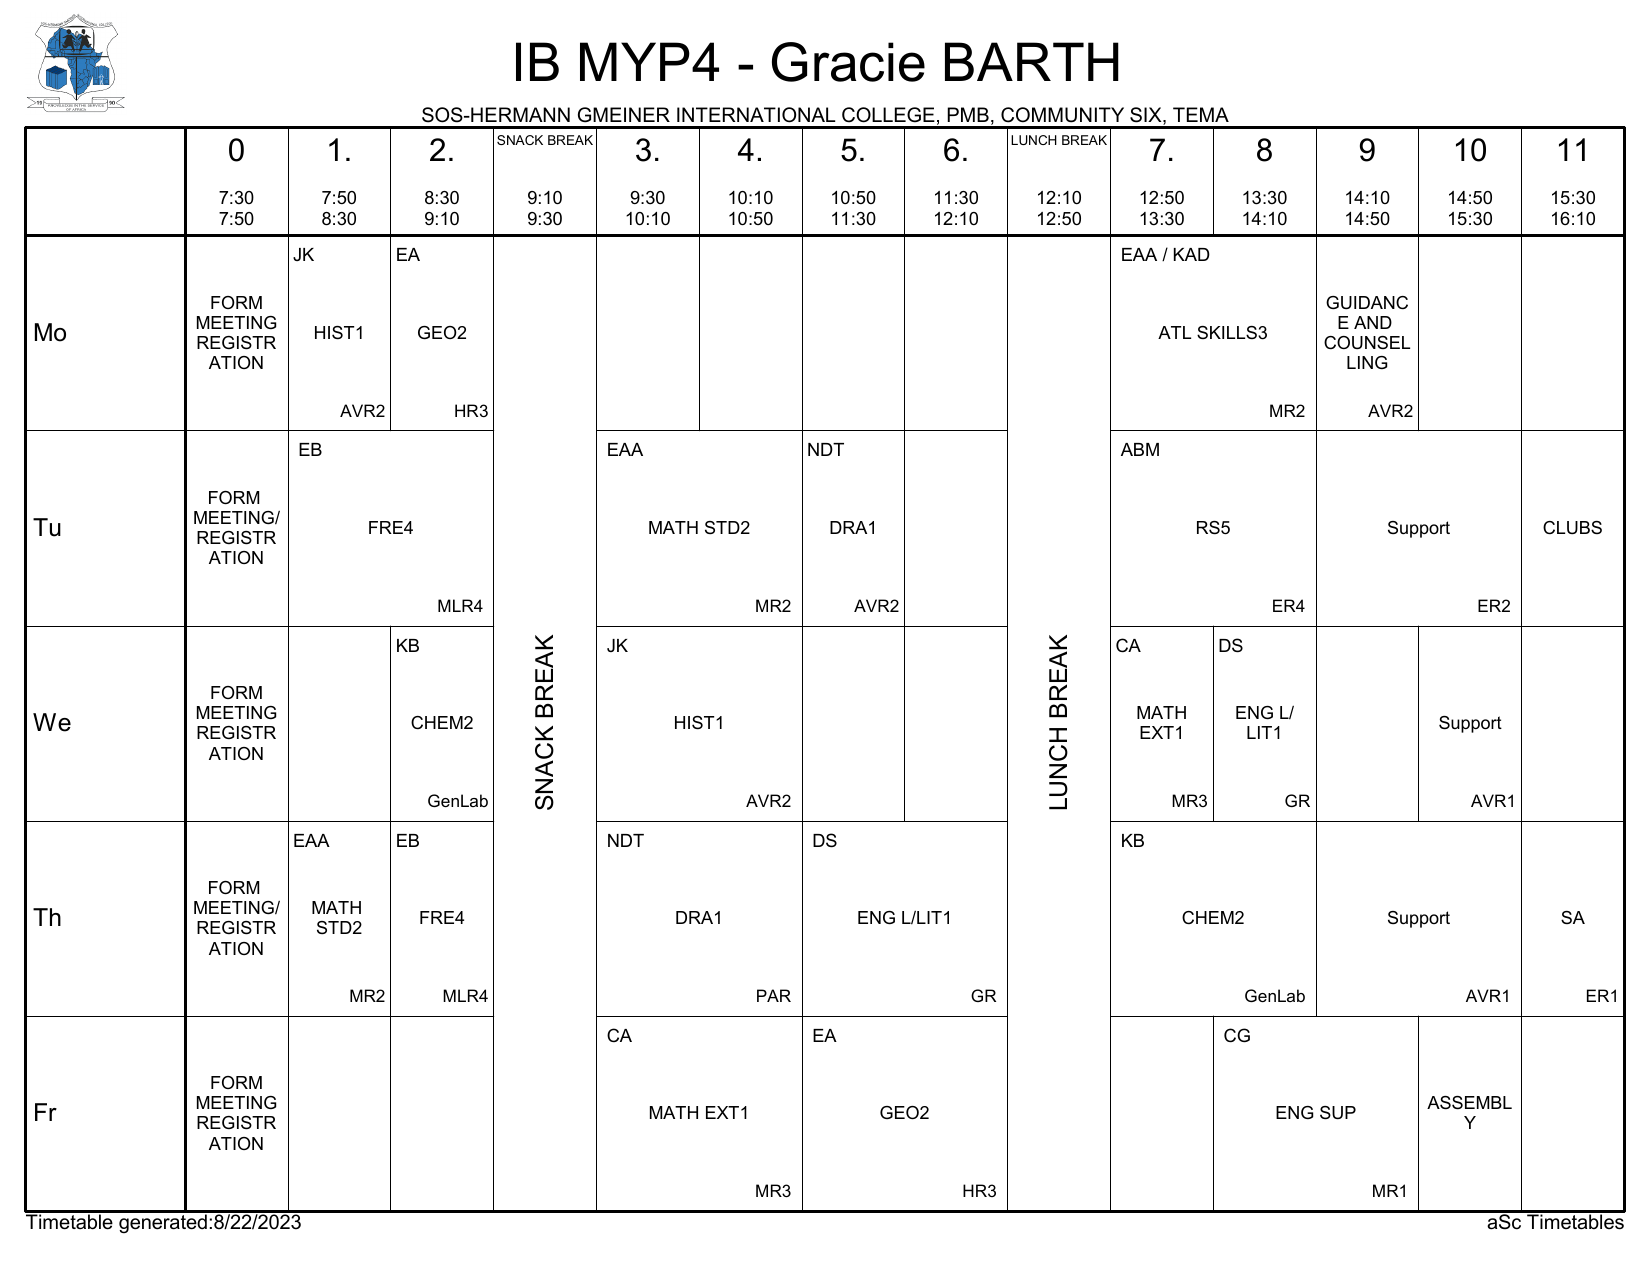 IB MYP4 - Gracie BARTH
SOS-HERMANN GMEINER INTERNATIONAL COLLEGE, PMB, COMMUNITY SIX, TEMA
KNOWLEDGE IN THE SERVICE
OF AFRICA
19 90
0 1. 2. SNACK BREAK 3. 4. 5. 6. LUNCH BREAK 7. 8 9 10 11
7:30 7:50 8:30 9:10 9:30 10:10 10:50 11:30 12:10 12:50 13:30 14:10 14:50 15:30
7:50 8:30 9:10 9:30 10:10 10:50 11:30 12:10 12:50 13:30 14:10 14:50 15:30 16:10
Mo
FORM
MEETING
REGISTR
ATION
JK
HIST1
AVR2
EA
GEO2
HR3
EAA / KAD
ATL SKILLS3
MR2
GUIDANC
E AND
COUNSEL
LING
AVR2
Tu
FORM
MEETING/
REGISTR
ATION
EB
FRE4
MLR4
EAA
MATH STD2
MR2
NDT
DRA1
AVR2
ABM
RS5
ER4
Support
ER2
CLUBS
We
FORM
MEETING
REGISTR
ATION
KB
CHEM2
GenLab
SNACK BREAK
JK
HIST1
AVR2
LUNCH BREAK
CA
MATH
EXT1
MR3
DS
ENG L/
LIT1
GR
Support
AVR1
Th
FORM
MEETING/
REGISTR
ATION
EAA
MATH
STD2
MR2
EB
FRE4
MLR4
NDT
DRA1
PAR
DS
ENG L/LIT1
GR
KB
CHEM2
GenLab
Support
AVR1
SA
ER1
Fr
FORM
MEETING
REGISTR
ATION
CA
MATH EXT1
MR3
EA
GEO2
HR3
CG
ENG SUP
MR1
ASSEMBL
Y
Timetable generated:8/22/2023
aSc Timetables